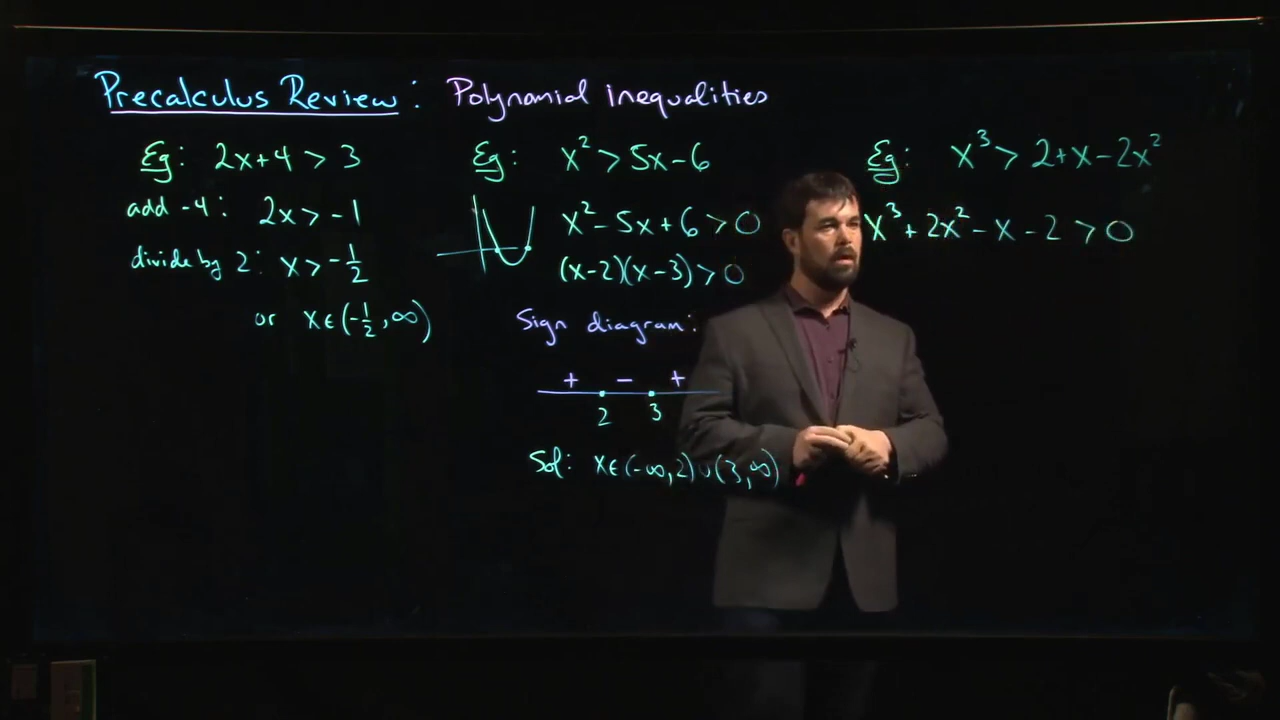 Precalculus Review: Polynomial inequalities
Eg: 2x+4 > 3
add -4: 2x > -1
divide by 2: x > -1/2
or x ∈ (-1/2, ∞)
Eg: x² > 5x-6
x² - 5x + 6 > 0
(x-2)(x-3) > 0
Sign diagram:
+ - +
2 3
Sol: x ∈ (-∞, 2) ∪ (3, ∞)
Eg: x³ > 2+x-2x²
x³ + 2x² - x - 2 > 0